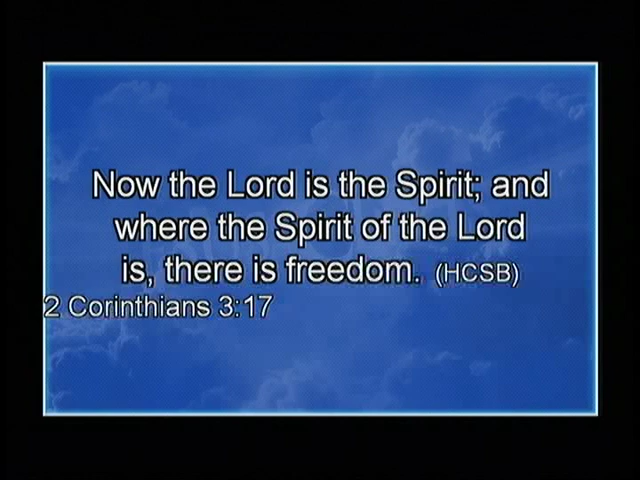 Now the Lord is the Spirit; and
where the Spirit of the Lord
is, there is freedom. (HCSB)
2 Corinthians 3:17